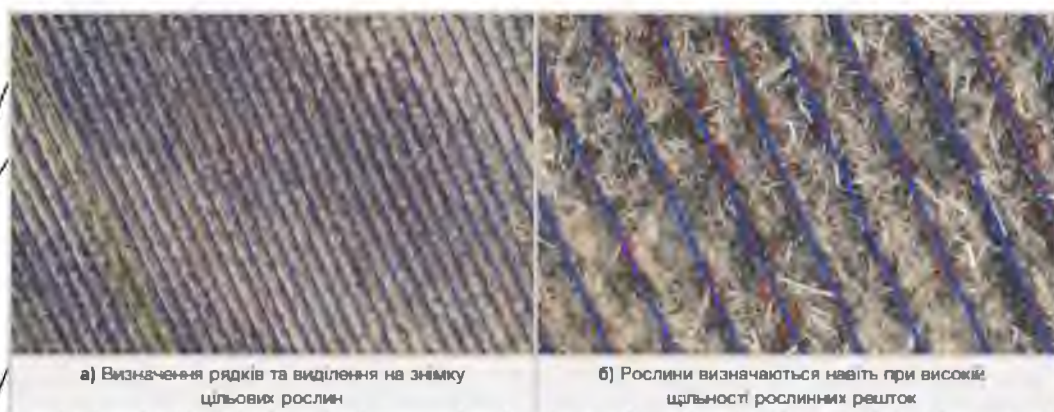 а) Визначення рядків та виділення на знімку
цільових рослин
б) Рослини визначаються навіть при високій
щільності рослинних решток